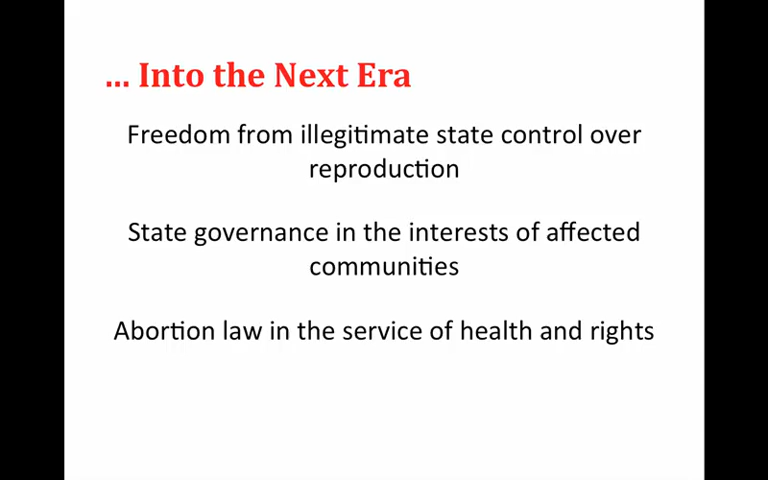 ... Into the Next Era
Freedom from illegitimate state control over
reproduction
State governance in the interests of affected
communities
Abortion law in the service of health and rights